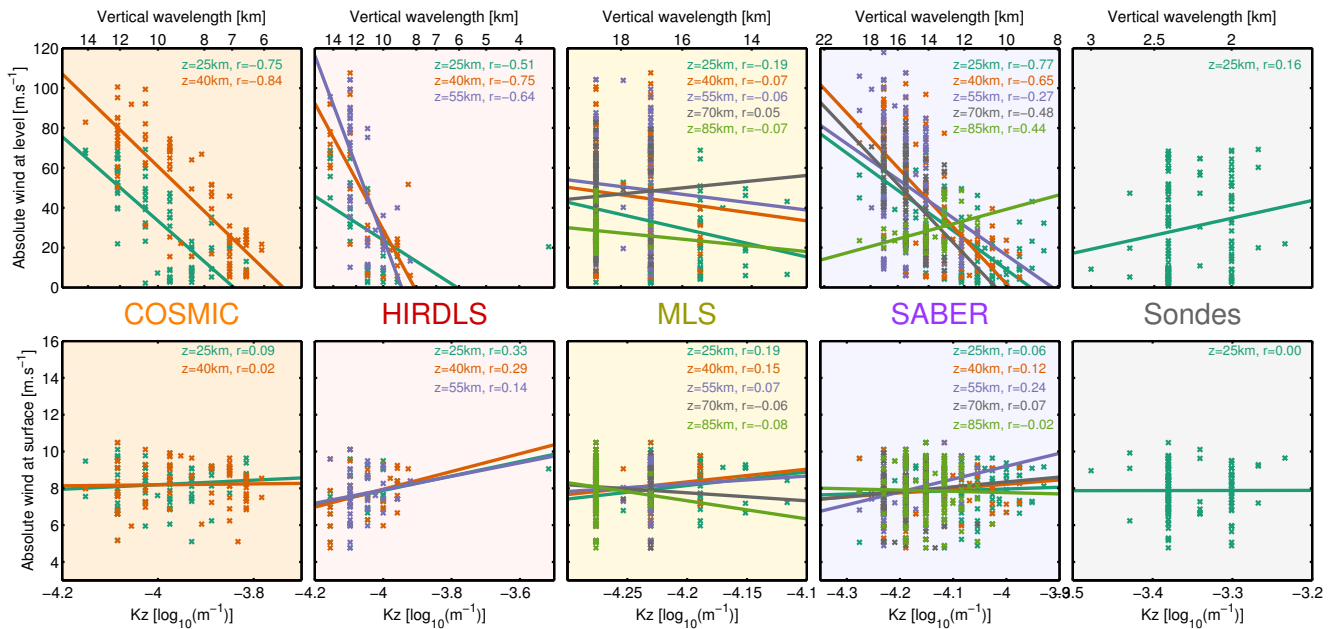 Vertical wavelength [km]
Vertical wavelength [km]
Vertical wavelength [km]
Vertical wavelength [km]
Vertical wavelength [km]
14 12 10 8 7 6
14 12 10 9 8 7 6 5 4 3
18 16 14
22 18 16 14 13 12 11 10 9 8
3 2.4 2
120
100
80
60
40
20
0
Absolute wind at level [m.s⁻¹]
z=25km, r=−0.75
z=40km, r=−0.84
z=25km, r=−0.51
z=40km, r=−0.75
z=55km, r=−0.64
z=25km, r=−0.19
z=40km, r=−0.07
z=55km, r=−0.06
z=70km, r=0.05
z=85km, r=−0.07
z=25km, r=−0.77
z=40km, r=−0.65
z=55km, r=−0.27
z=70km, r=−0.48
z=85km, r=0.44
z=25km, r=0.16
COSMIC
HIRDLS
MLS
SABER
Sondes
16
14
12
10
8
6
4
Absolute wind at surface [m.s⁻¹]
z=25km, r=0.09
z=40km, r=0.02
z=25km, r=0.33
z=40km, r=0.29
z=55km, r=0.14
z=25km, r=0.19
z=40km, r=0.15
z=55km, r=0.07
z=70km, r=−0.06
z=85km, r=−0.08
z=25km, r=0.06
z=40km, r=0.12
z=55km, r=0.24
z=70km, r=0.07
z=85km, r=−0.02
z=25km, r=0.00
−4.2 −4 −3.8
−4.2 −4 −3.8 −3.6
−4.25 −4.2 −4.15 −4.1
−4.3 −4.2 −4.1 −4 −3.9
−3.4 −3.3 −3.2
Kz [log₁₀(m⁻¹)]
Kz [log₁₀(m⁻¹)]
Kz [log₁₀(m⁻¹)]
Kz [log₁₀(m⁻¹)]
Kz [log₁₀(m⁻¹)]